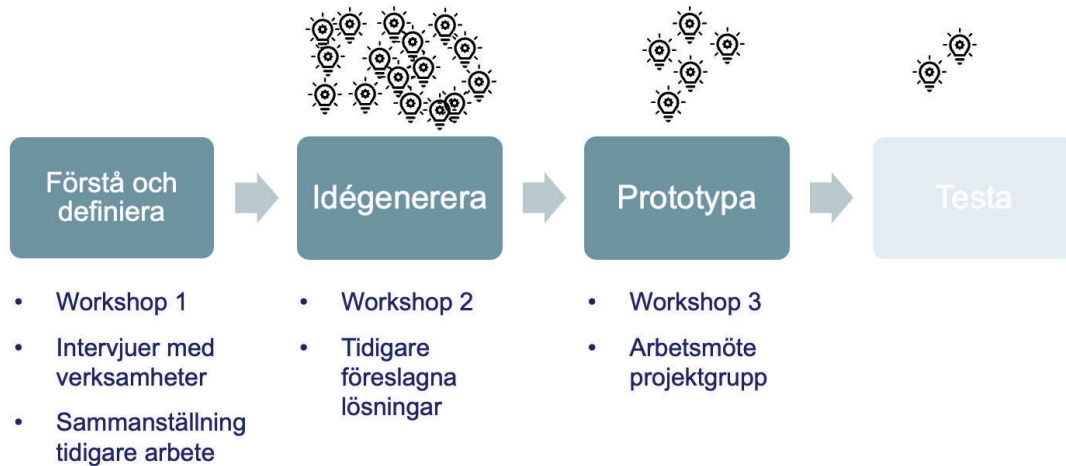 Förstå och
definiera
Idégenerera
Prototypa
Testa
• Workshop 1
• Intervjuer med
verksamheter
• Sammanställning
tidigare arbete
• Workshop 2
• Tidigare
föreslagna
lösningar
• Workshop 3
• Arbetsmöte
projektgrupp